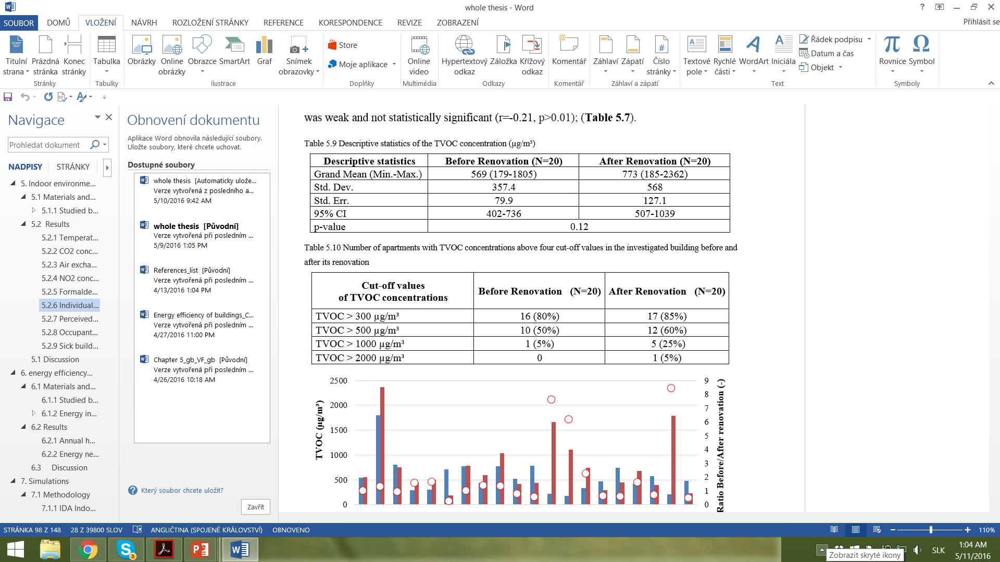 whole thesis - Word
SOUBOR DOMŮ VLOŽENÍ NÁVRH ROZLOŽENÍ STRÁNKY REFERENCE KORESPONDENCE REVIZE ZOBRAZENÍ Přihlásit se
Titulní strana
Prázdná stránka
Konec stránky
Stránky
Tabulka
Tabulky
Obrázky
Online obrázky
Obrazce
SmartArt
Graf
Snímek obrazovky
Ilustrace
Store
Moje aplikace
Doplňky
Online video
Multimédia
Hypertextový odkaz
Záložka
Křížový odkaz
Odkazy
Komentář
Komentář
Záhlaví
Zápatí
Číslo stránky
Záhlaví a zápatí
Textové pole
Rychlé části
WordArt
Iniciála
Řádek podpisu
Datum a čas
Objekt
Text
Rovnice
Symbol
Symboly
Navigace
Prohledat dokument
NADPISY STRÁNKY
5. Indoor environme...
5.1 Materials and...
5.1.1 Studied b...
5.2 Results
5.2.1 Temperat...
5.2.2 CO2 conc...
5.2.3 Air excha...
5.2.4 NO2 conc...
5.2.5 Formalde...
5.2.6 Individual...
5.2.7 Perceived...
5.2.8 Occupant...
5.2.9 Sick build...
5.1 Discussion
6. energy efficiency...
6.1 Materials and...
6.1.1 Studied b...
6.1.2 Energy in...
6.2 Results
6.2.1 Annual h...
6.2.2 Energy ne...
6.3 Discussion
7. Simulations
7.1 Methodology
7.1.1 IDA Indo...
Obnovení dokumentu
Aplikace Word obnovila následující soubory.
Uložte soubory, které chcete uchovat.
Dostupné soubory
whole thesis [Automaticky ulože...
Verze vytvořená z posledního a...
5/10/2016 9:42 AM
whole thesis [Původní]
Verze vytvořená při posledním ...
5/9/2016 1:05 PM
References_list [Původní]
Verze vytvořená při posledním ...
4/13/2016 1:04 PM
Energy efficiency of buildings_C...
Verze vytvořená při posledním ...
4/27/2016 11:00 PM
Chapter 5_gb_VF_gb [Původní]
Verze vytvořená při posledním ...
4/26/2016 10:18 AM
Který soubor chcete uložit?
Zavřít
was weak and not statistically significant (r=-0.21, p>0.01); (Table 5.7).
Table 5.9 Descriptive statistics of the TVOC concentration (µg/m³)
Descriptive statistics Before Renovation (N=20) After Renovation (N=20)
Grand Mean (Min.-Max.) 569 (179-1805) 773 (185-2362)
Std. Dev. 357.4 568
Std. Err. 79.9 127.1
95% CI 402-736 507-1039
p-value 0.12
Table 5.10 Number of apartments with TVOC concentrations above four cut-off values in the investigated building before and
after its renovation
Cut-off values
of TVOC concentrations Before Renovation (N=20) After Renovation (N=20)
TVOC > 300 µg/m³ 16 (80%) 17 (85%)
TVOC > 500 µg/m³ 10 (50%) 12 (60%)
TVOC > 1000 µg/m³ 1 (5%) 5 (25%)
TVOC > 2000 µg/m³ 0 1 (5%)
TVOC (µg/m³)
2500
2000
1500
1000
500
0
9
8
7
6
5
4
3
2
1
0
Ratio Before/After renovation (-)
STRÁNKA 98 Z 148 28 Z 39800 SLOV ANGLIČTINA (SPOJENÉ KRÁLOVSTVÍ) OBNOVENO 110%
3
Zobrazit skryté ikony
SLK
1:04 AM
5/11/2016